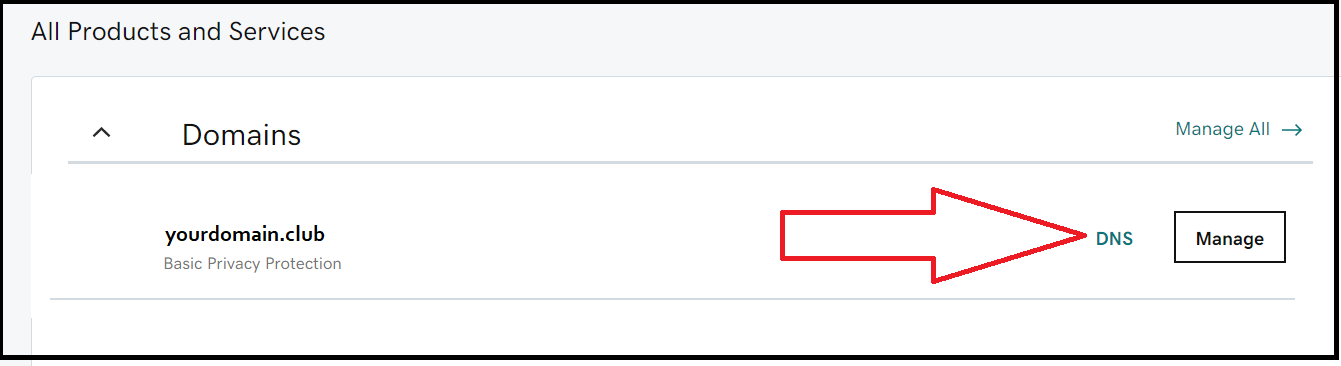 All Products and Services
Domains
Manage All
yourdomain.club
Basic Privacy Protection
DNS
Manage